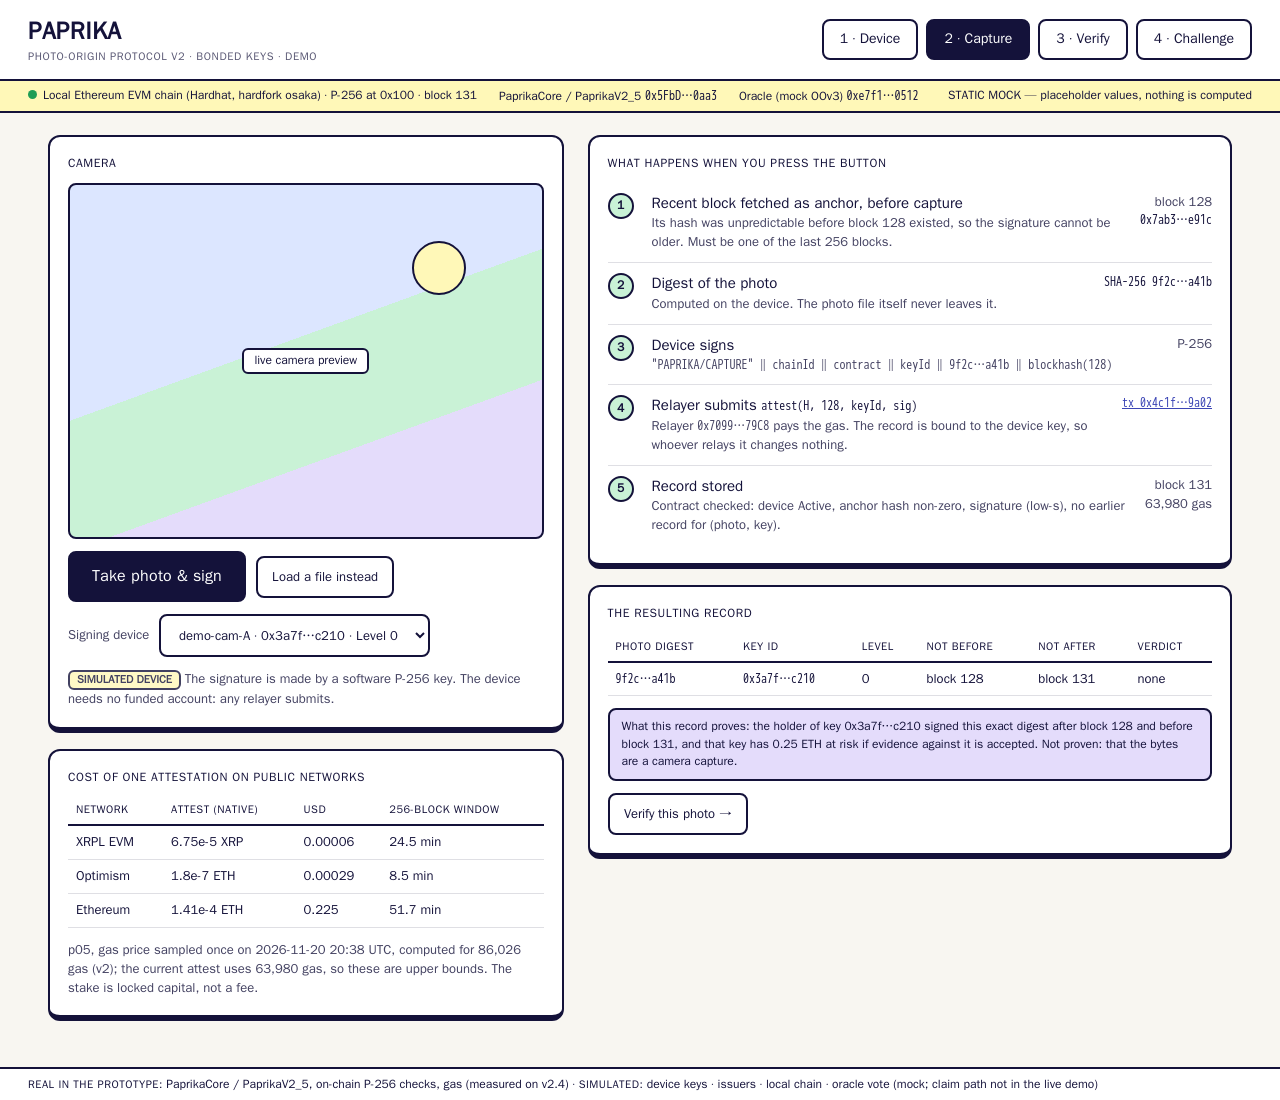 PAPRIKA
PHOTO-ORIGIN PROTOCOL V2 · BONDED KEYS · DEMO
1 · Device
2 · Capture
3 · Verify
4 · Challenge
Local Ethereum EVM chain (Hardhat, hardfork osaka) · P-256 at 0x100 · block 131
PaprikaCore / PaprikaV2_5 0x5FbD···0aa3
Oracle (mock OOv3) 0xe7f1···0512
STATIC MOCK — placeholder values, nothing is computed
CAMERA
live camera preview
Take photo & sign
Load a file instead
Signing device
demo-cam-A · 0x3a7f···c210 · Level 0
SIMULATED DEVICE The signature is made by a software P-256 key. The device
needs no funded account: any relayer submits.
COST OF ONE ATTESTATION ON PUBLIC NETWORKS
NETWORK ATTEST (NATIVE) USD 256-BLOCK WINDOW
XRPL EVM 6.75e-5 XRP 0.00006 24.5 min
Optimism 1.8e-7 ETH 0.00029 8.5 min
Ethereum 1.41e-4 ETH 0.225 51.7 min
p05, gas price sampled once on 2026-11-20 20:38 UTC, computed for 86,026
gas (v2); the current attest uses 63,980 gas, so these are upper bounds. The
stake is locked capital, not a fee.
WHAT HAPPENS WHEN YOU PRESS THE BUTTON
1
Recent block fetched as anchor, before capture
Its hash was unpredictable before block 128 existed, so the signature cannot be
older. Must be one of the last 256 blocks.
block 128
0x7ab3···e91c
2
Digest of the photo
Computed on the device. The photo file itself never leaves it.
SHA-256 9f2c···a41b
3
Device signs
"PAPRIKA/CAPTURE" ‖ chainId ‖ contract ‖ keyId ‖ 9f2c···a41b ‖ blockhash(128)
P-256
4
Relayer submits attest(H, 128, keyId, sig)
Relayer 0x7099···79C8 pays the gas. The record is bound to the device key, so
whoever relays it changes nothing.
tx 0x4c1f···9a02
5
Record stored
Contract checked: device Active, anchor hash non-zero, signature (low-s), no earlier
record for (photo, key).
block 131
63,980 gas
THE RESULTING RECORD
PHOTO DIGEST KEY ID LEVEL NOT BEFORE NOT AFTER VERDICT
9f2c···a41b 0x3a7f···c210 0 block 128 block 131 none
What this record proves: the holder of key 0x3a7f···c210 signed this exact digest after block 128 and before
block 131, and that key has 0.25 ETH at risk if evidence against it is accepted. Not proven: that the bytes
are a camera capture.
Verify this photo →
REAL IN THE PROTOTYPE: PaprikaCore / PaprikaV2_5, on-chain P-256 checks, gas (measured on v2.4) · SIMULATED: device keys · issuers · local chain · oracle vote (mock; claim path not in the live demo)